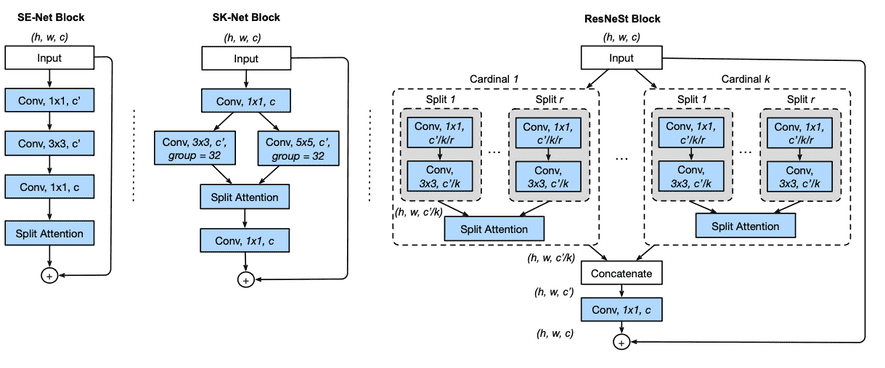 SE-Net Block
(h, w, c)
Input
Conv, 1x1, c'
Conv, 3x3, c'
Conv, 1x1, c
Split Attention
+
SK-Net Block
(h, w, c)
Input
Conv, 1x1, c
Conv, 3x3, c',
group = 32
Conv, 5x5, c',
group = 32
Split Attention
Conv, 1x1, c
+
ResNeSt Block
(h, w, c)
Input
Cardinal 1
Split 1
Conv, 1x1,
c'/k/r
Conv,
3x3, c'/k
...
Split r
Conv, 1x1,
c'/k/r
Conv,
3x3, c'/k
(h, w, c'/k)
Split Attention
...
Cardinal k
Split 1
Conv, 1x1,
c'/k/r
Conv,
3x3, c'/k
...
Split r
Conv, 1x1,
c'/k/r
Conv,
3x3, c'/k
Split Attention
(h, w, c'/k)
Concatenate
(h, w, c')
Conv, 1x1, c
(h, w, c)
+